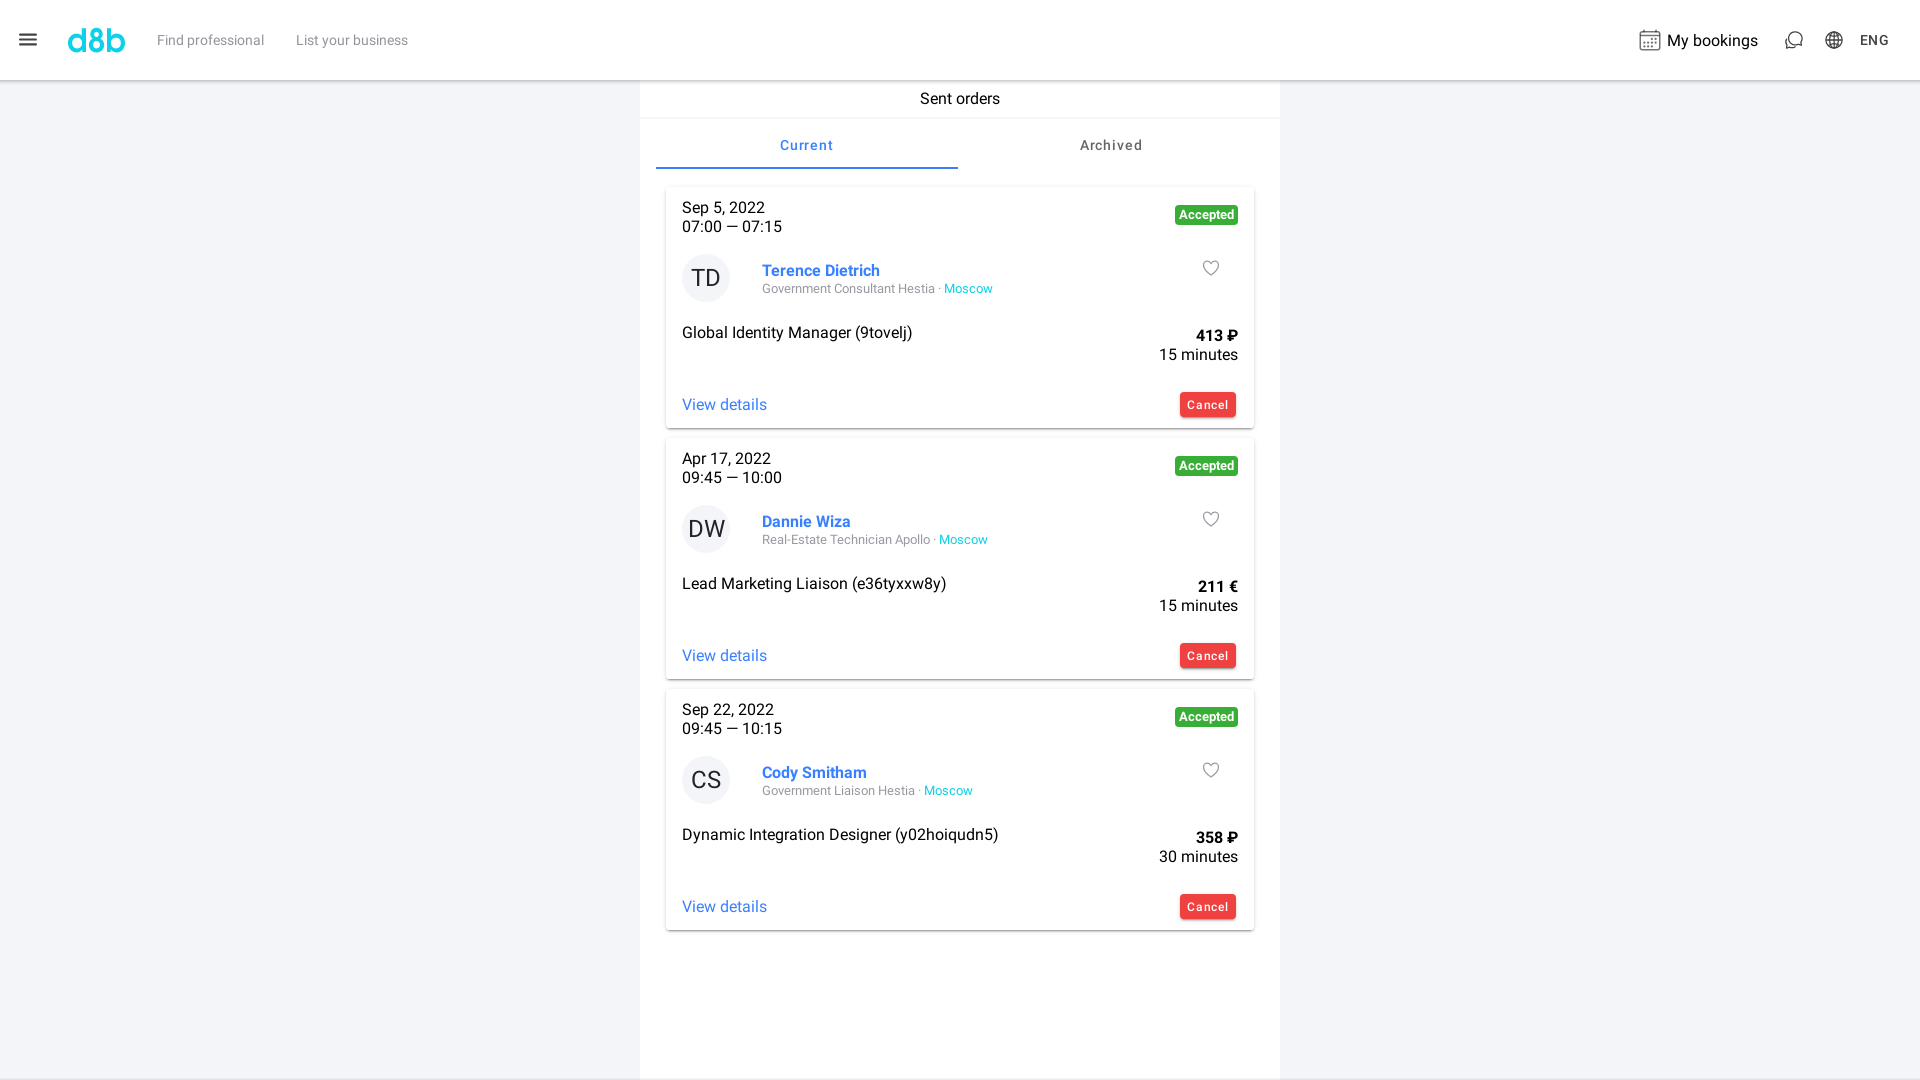 d8b
Find professional
List your business
My bookings
ENG
Sent orders
Current
Archived
Sep 5, 2022
07:00 — 07:15
Accepted
TD
Terence Dietrich
Government Consultant Hestia · Moscow
Global Identity Manager (9tovelj)
413 ₽
15 minutes
View details
Cancel
Apr 17, 2022
09:45 — 10:00
Accepted
DW
Dannie Wiza
Real-Estate Technician Apollo · Moscow
Lead Marketing Liaison (e36tyxxw8y)
211 €
15 minutes
View details
Cancel
Sep 22, 2022
09:45 — 10:15
Accepted
CS
Cody Smitham
Government Liaison Hestia · Moscow
Dynamic Integration Designer (y02hoiqudn5)
358 ₽
30 minutes
View details
Cancel